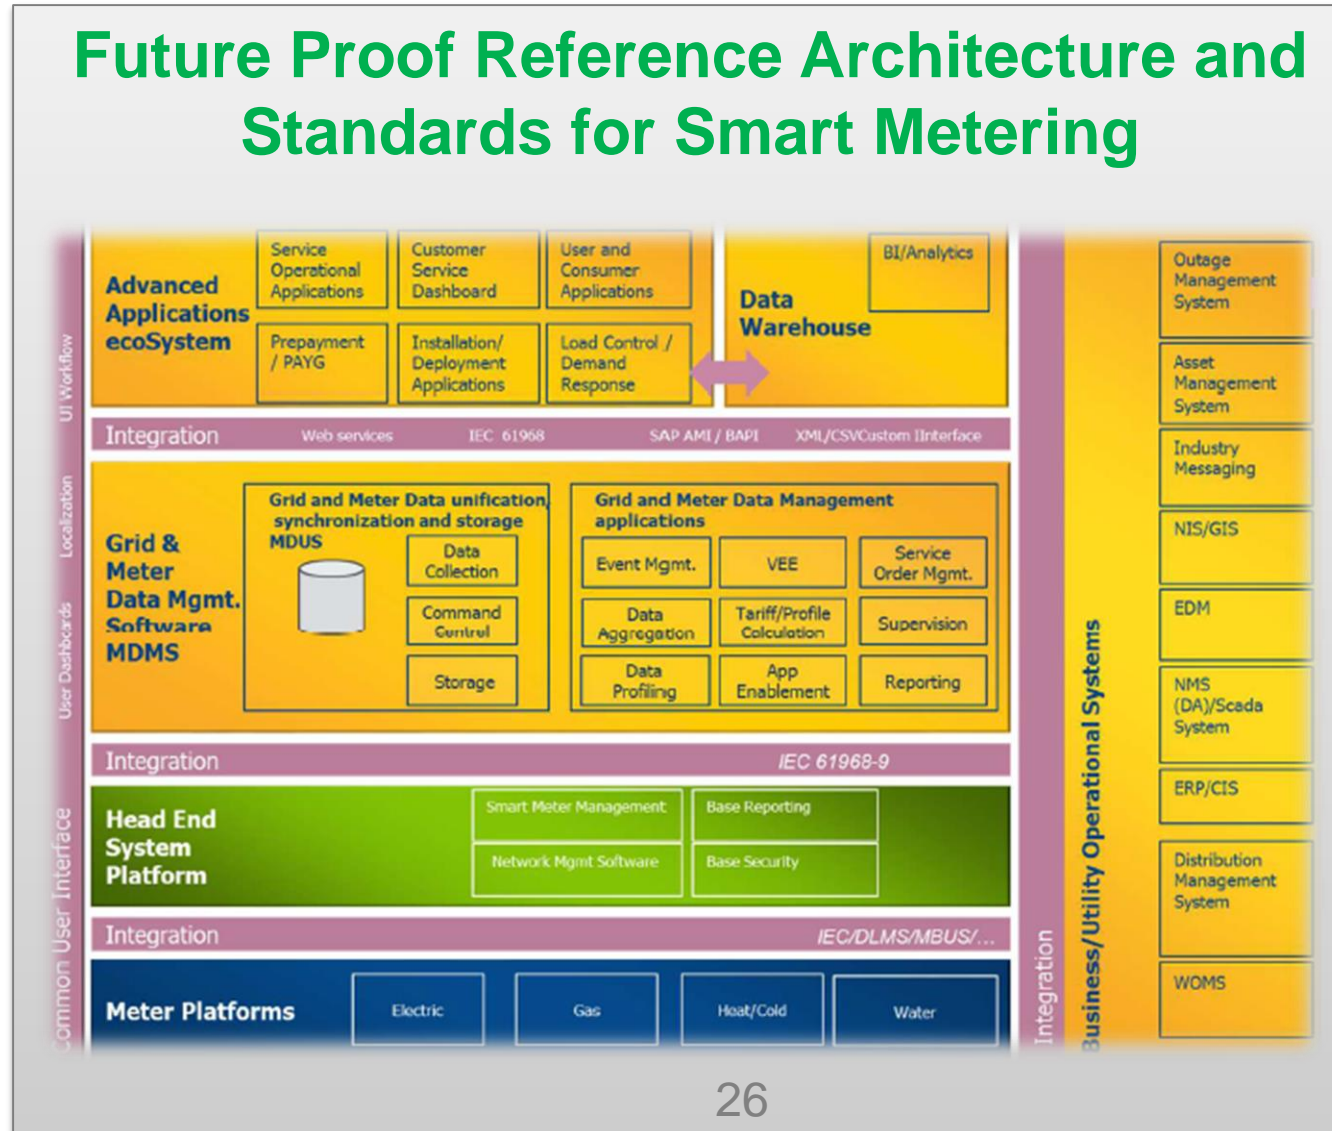 Future Proof Reference Architecture and
Standards for Smart Metering
Advanced
Applications
ecoSystem
Service
Operational
Applications
Customer
Service
Dashboard
User and
Consumer
Applications
Prepayment
/ PAYG
Installation/
Deployment
Applications
Load Control /
Demand
Response
Data
Warehouse
BI/Analytics
Integration
Web services
IEC 61968
SAP AMI / BAPI
XML/CSVCustom IInterface
Grid &
Meter
Data Mgmt.
Software
MDMS
Grid and Meter Data unification,
synchronization and storage
MDUS
Data
Collection
Command
Control
Storage
Grid and Meter Data Management
applications
Event Mgmt.
VEE
Service
Order Mgmt.
Data
Aggregation
Tariff/Profile
Calculation
Supervision
Data
Profiling
App
Enablement
Reporting
Integration
IEC 61968-9
Head End
System
Platform
Smart Meter Management
Base Reporting
Network Mgmt Software
Base Security
Integration
IEC/DLMS/MBUS/...
Meter Platforms
Electric
Gas
Heat/Cold
Water
Common User Interface
User Dashboards
Localization
UI Workflow
Integration
Business/Utility Operational Systems
Outage
Management
System
Asset
Management
System
Industry
Messaging
NIS/GIS
EDM
NMS
(DA)/Scada
System
ERP/CIS
Distribution
Management
System
WOMS
26